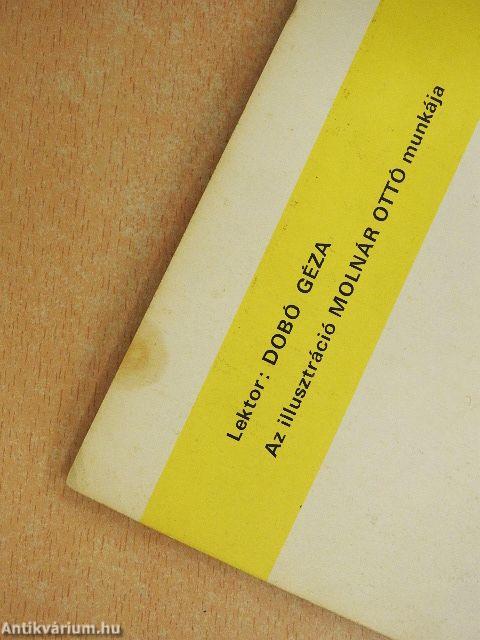 Lektor: DOBÓ GÉZA
Az illusztráció MOLNÁR OTTÓ munkája
Antikvárium.hu